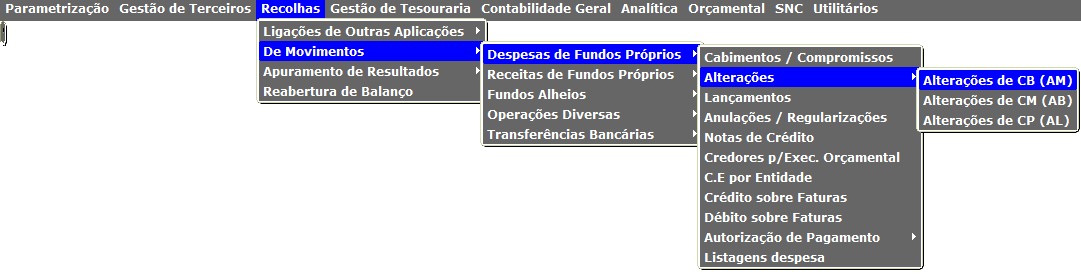 Parametrização Gestão de Terceiros Recolhas Gestão de Tesouraria Contabilidade Geral Analítica Orçamental SNC Utilitários
Ligações de Outras Aplicações
De Movimentos
Apuramento de Resultados
Reabertura de Balanço
Despesas de Fundos Próprios
Receitas de Fundos Próprios
Fundos Alheios
Operações Diversas
Transferências Bancárias
Cabimentos / Compromissos
Alterações
Lançamentos
Anulações / Regularizações
Notas de Crédito
Credores p/Exec. Orçamental
C.E por Entidade
Crédito sobre Faturas
Débito sobre Faturas
Autorização de Pagamento
Listagens despesa
Alterações de CB (AM)
Alterações de CM (AB)
Alterações de CP (AL)